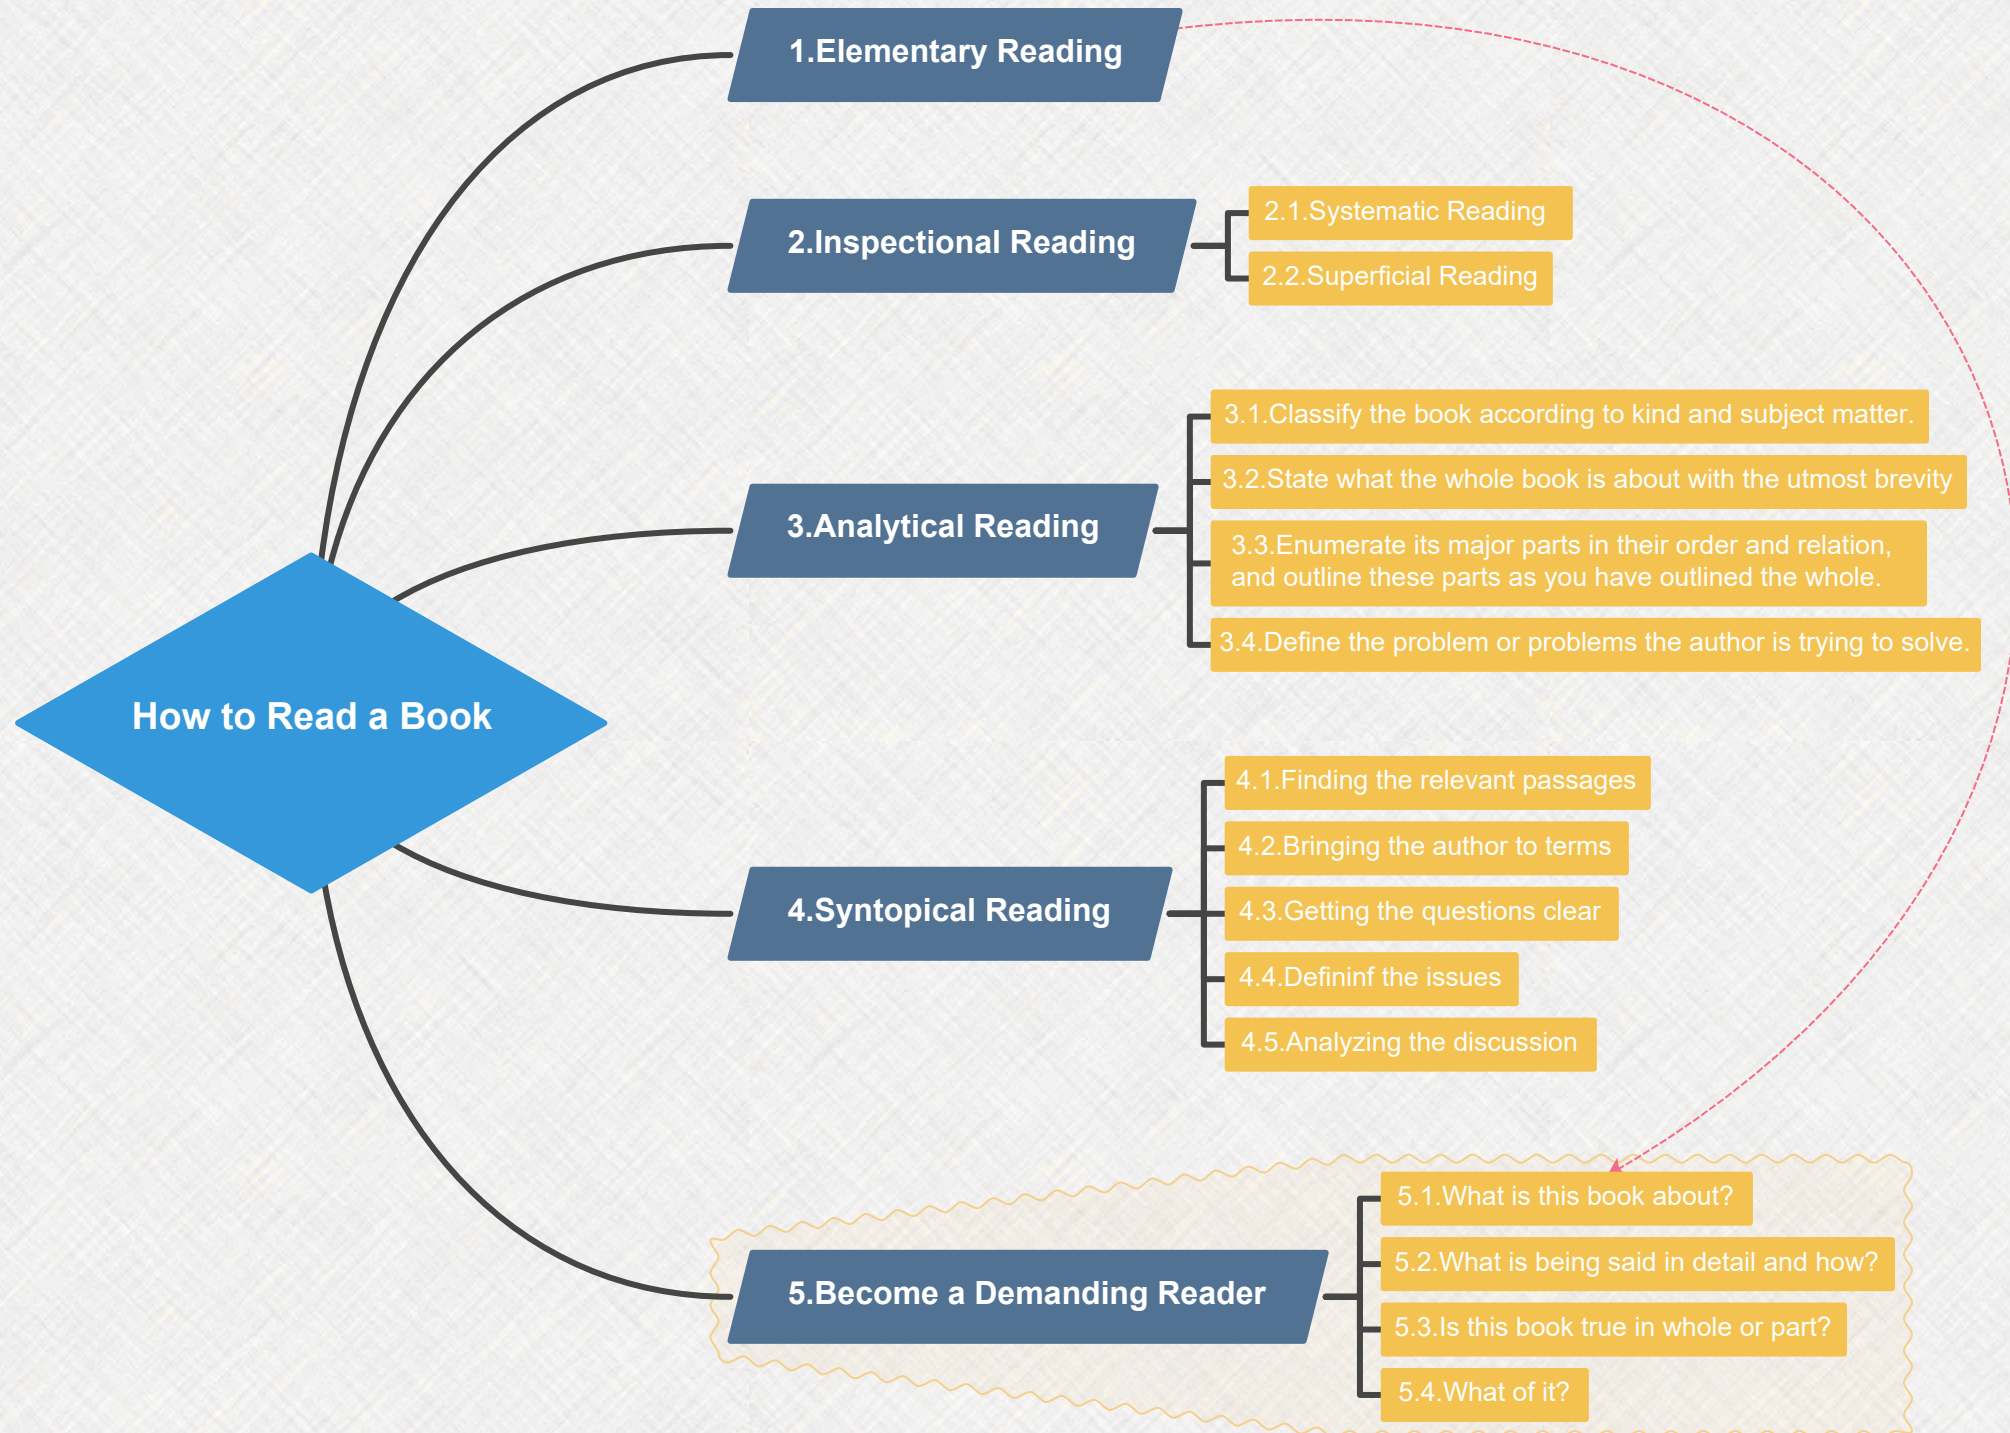 How to Read a Book
1.Elementary Reading
2.Inspectional Reading
2.1.Systematic Reading
2.2.Superficial Reading
3.Analytical Reading
3.1.Classify the book according to kind and subject matter.
3.2.State what the whole book is about with the utmost brevity
3.3.Enumerate its major parts in their order and relation,
and outline these parts as you have outlined the whole.
3.4.Define the problem or problems the author is trying to solve.
4.Syntopical Reading
4.1.Finding the relevant passages
4.2.Bringing the author to terms
4.3.Getting the questions clear
4.4.Defininf the issues
4.5.Analyzing the discussion
5.Become a Demanding Reader
5.1.What is this book about?
5.2.What is being said in detail and how?
5.3.Is this book true in whole or part?
5.4.What of it?